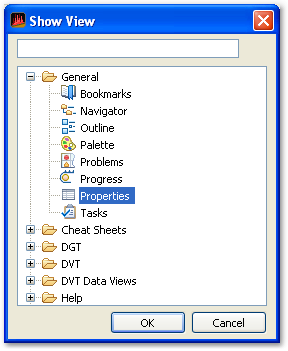 Show View
General
Bookmarks
Navigator
Outline
Palette
Problems
Progress
Properties
Tasks
Cheat Sheets
DGT
DVT
DVT Data Views
Help
OK
Cancel